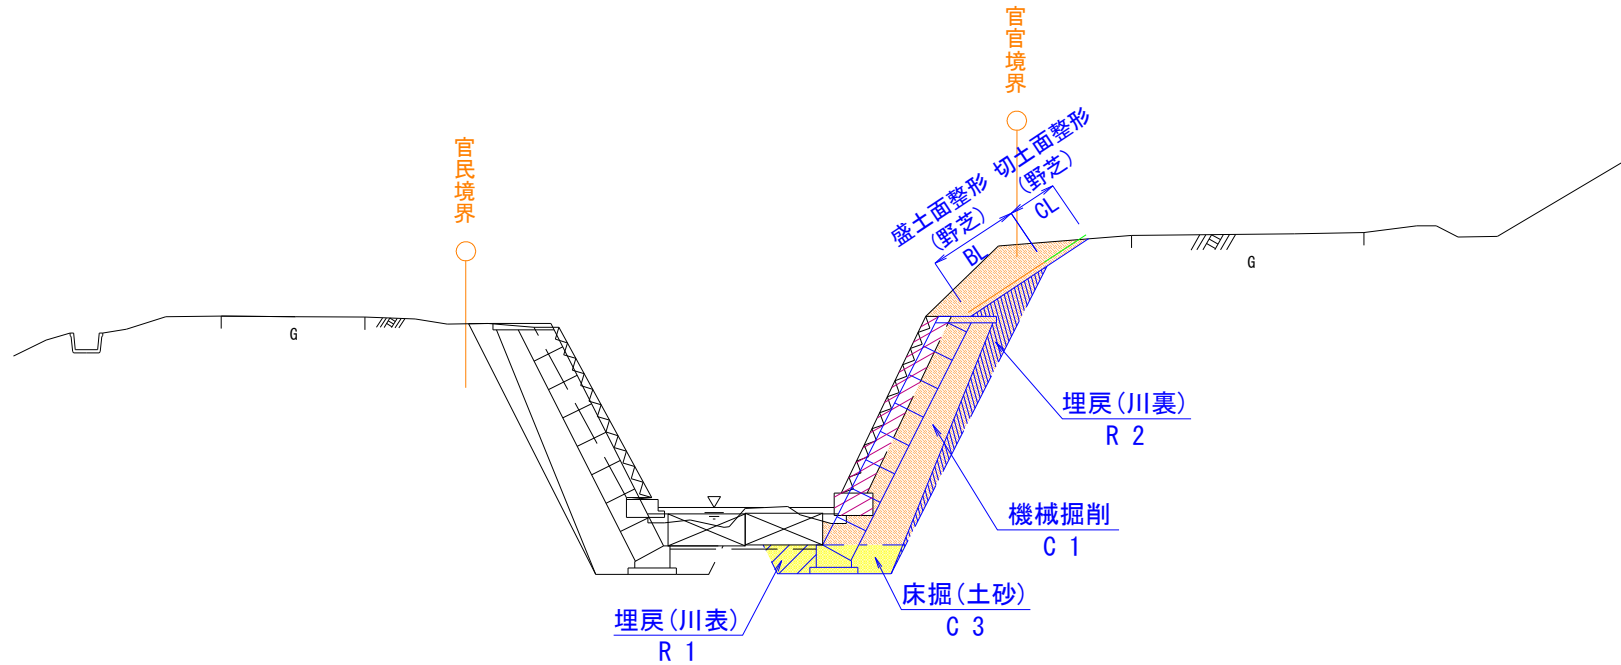 官官境界
官民境界
盛土面整形
(野芝)
BL
切土面整形
(野芝)
CL
G
G
埋戻(川裏)
R 2
機械掘削
C 1
床掘(土砂)
C 3
埋戻(川表)
R 1